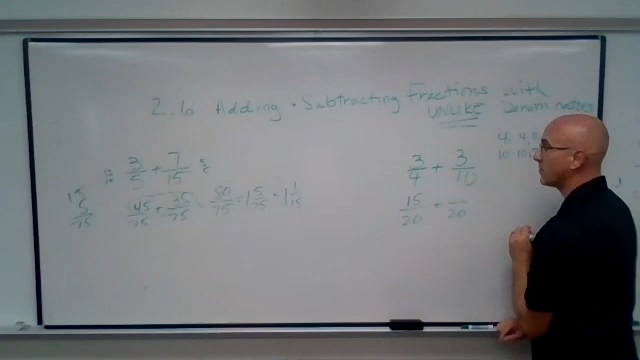 2.6 Adding + Subtracting Fractions with
UNLIKE Denominators
3/5 + 7/15
45/75 + 35/75 = 80/75 = 1 5/75 = 1 1/15
3/4 + 3/10
15/20 + /20